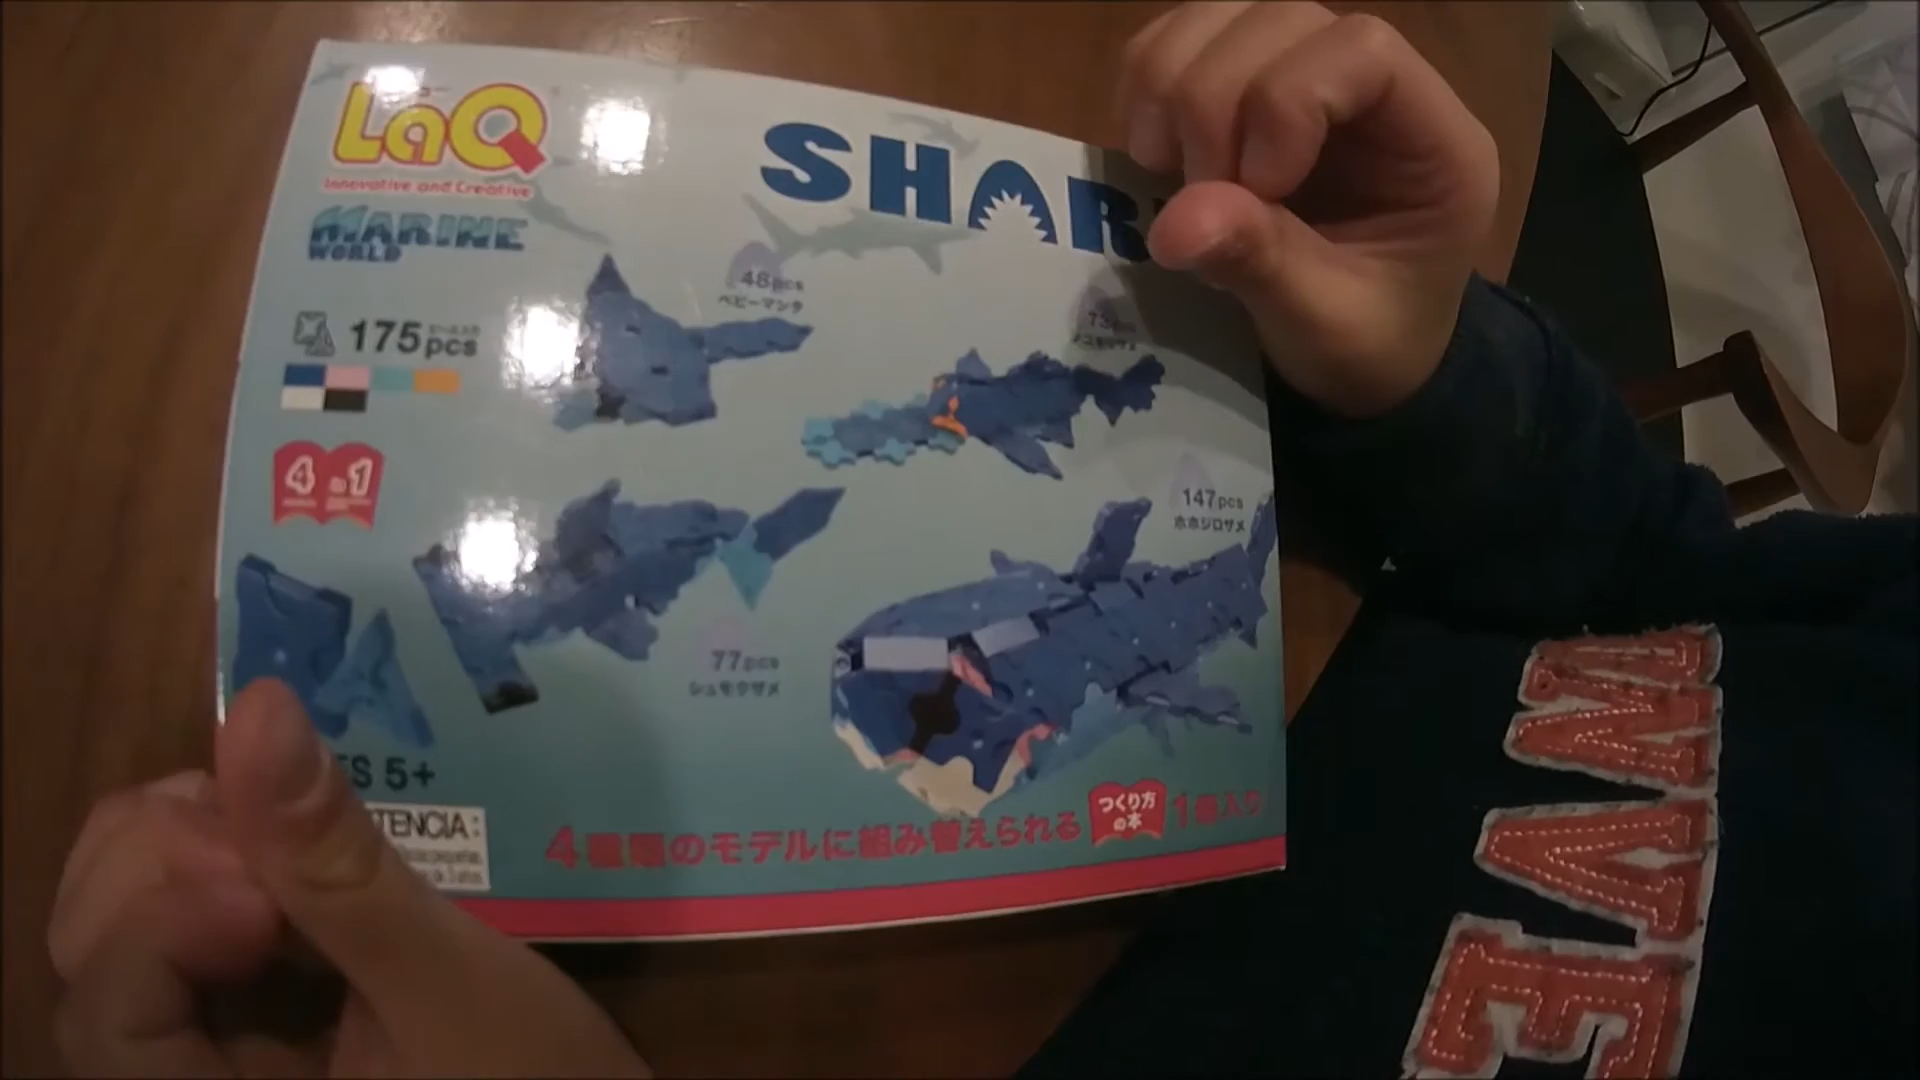 LaQ
Innovative and Creative
MARINE
WORLD
SHAR
175pcs
48pcs
ベビーマンタ
147pcs
ホホジロザメ
77pcs
シュモクザメ
4 in 1
ES 5+
TENCIA:
4種類のモデルに組み替えられる
つくり方
の本
1巻入り
INVE